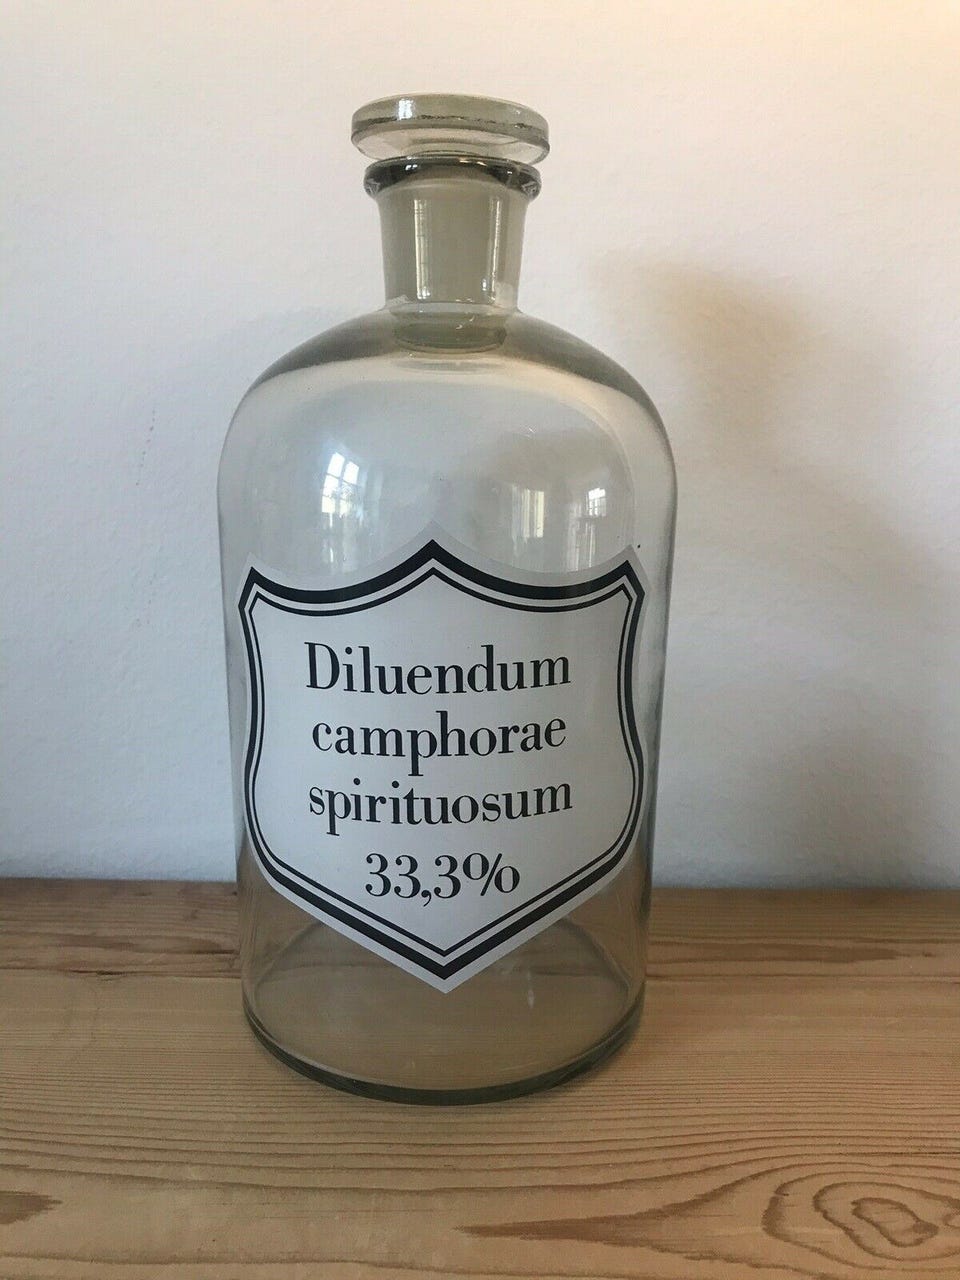 Diluendum
camphorae
spirituosum
33,3%